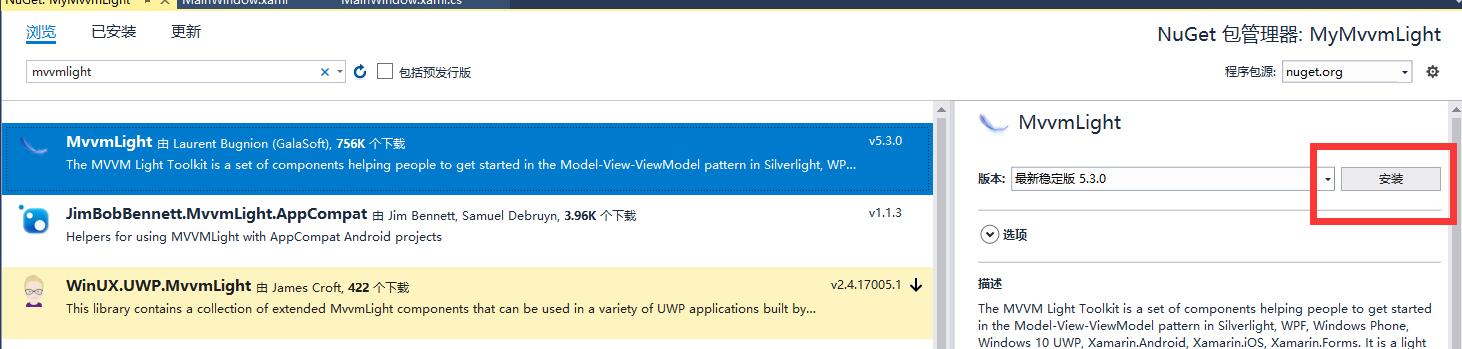 NuGet: MyMvvmLight MainWindow.xaml MainWindow.xaml.cs
浏览 已安装 更新
NuGet 包管理器: MyMvvmLight
mvvmlight 包括预发行版
程序包源: nuget.org
MvvmLight 由 Laurent Bugnion (GalaSoft), 756K 个下载 v5.3.0
The MVVM Light Toolkit is a set of components helping people to get started in the Model-View-ViewModel pattern in Silverlight, WP...
JimBobBennett.MvvmLight.AppCompat 由 Jim Bennett, Samuel Debruyn, 3.96K 个下载 v1.1.3
Helpers for using MVVMLight with AppCompat Android projects
WinUX.UWP.MvvmLight 由 James Croft, 422 个下载 v2.4.17005.1
This library contains a collection of extended MvvmLight components that can be used in a variety of UWP applications built by...
MvvmLight
版本: 最新稳定版 5.3.0 安装
选项
描述
The MVVM Light Toolkit is a set of components helping people to get started
in the Model-View-ViewModel pattern in Silverlight, WPF, Windows Phone,
Windows 10 UWP, Xamarin.Android, Xamarin.iOS, Xamarin.Forms. It is a light